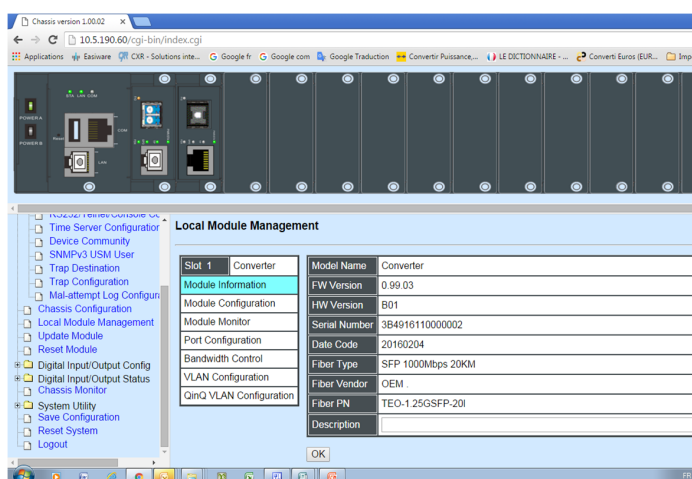 Chassis version 1.00.02
10.5.190.60/cgi-bin/index.cgi
Applications Easiware CXR - Solutions inte... Google fr Google com Google Traduction Convertir Puissance,... LE DICTIONNAIRE - ... Converti Euros (EUR... Imp
STA LAN COM
POWER A
POWER B
Reset
COM
LAN
RS232/Telnet/Console Co
Time Server Configuration
Device Community
SNMPv3 USM User
Trap Destination
Trap Configuration
Mal-attempt Log Configura
Chassis Configuration
Local Module Management
Update Module
Reset Module
Digital Input/Output Config
Digital Input/Output Status
Chassis Monitor
System Utility
Save Configuration
Reset System
Logout
Local Module Management
Slot 1 Converter
Module Information
Module Configuration
Module Monitor
Port Configuration
Bandwidth Control
VLAN Configuration
QinQ VLAN Configuration
Model Name Converter
FW Version 0.99.03
HW Version B01
Serial Number 3B4916110000002
Date Code 20160204
Fiber Type SFP 1000Mbps 20KM
Fiber Vendor OEM .
Fiber PN TEO-1.25GSFP-20I
Description
OK
FR